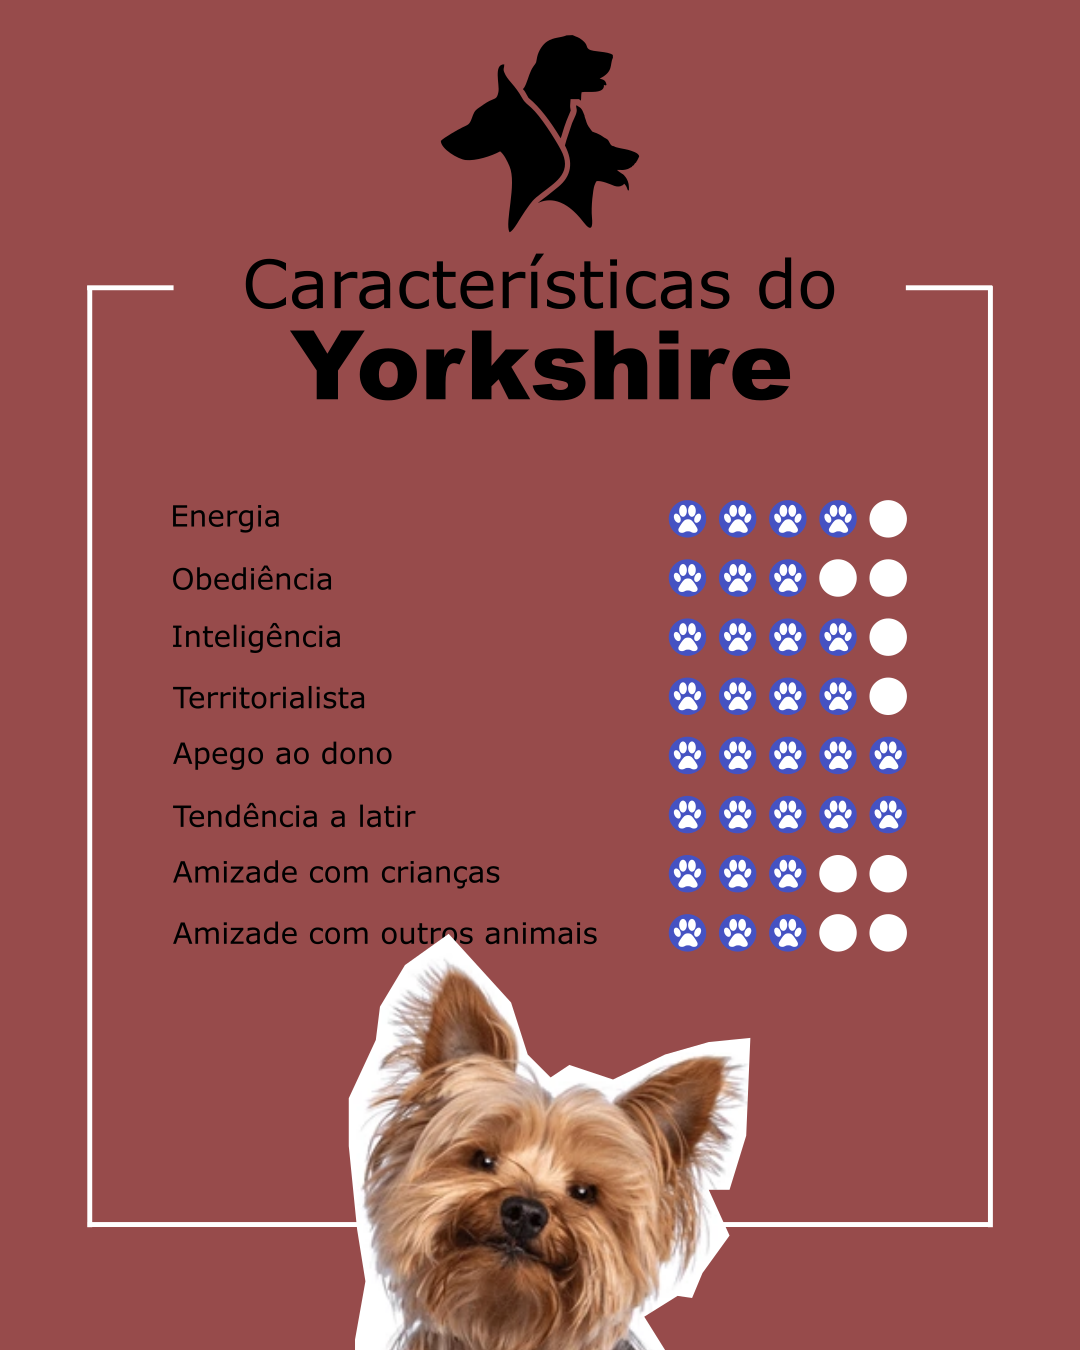 Características do
Yorkshire
Energia
Obediência
Inteligência
Territorialista
Apego ao dono
Tendência a latir
Amizade com crianças
Amizade com outros animais